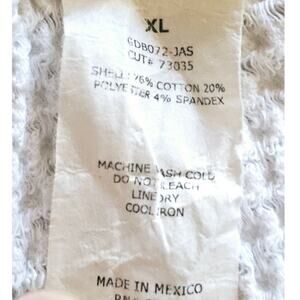 XL
GDB072-JAS
CUT# 73035
SHELL: 76% COTTON 20%
POLYESTER 4% SPANDEX
MACHINE WASH COLD
DO NOT BLEACH
LINE DRY
COOL IRON
MADE IN MEXICO